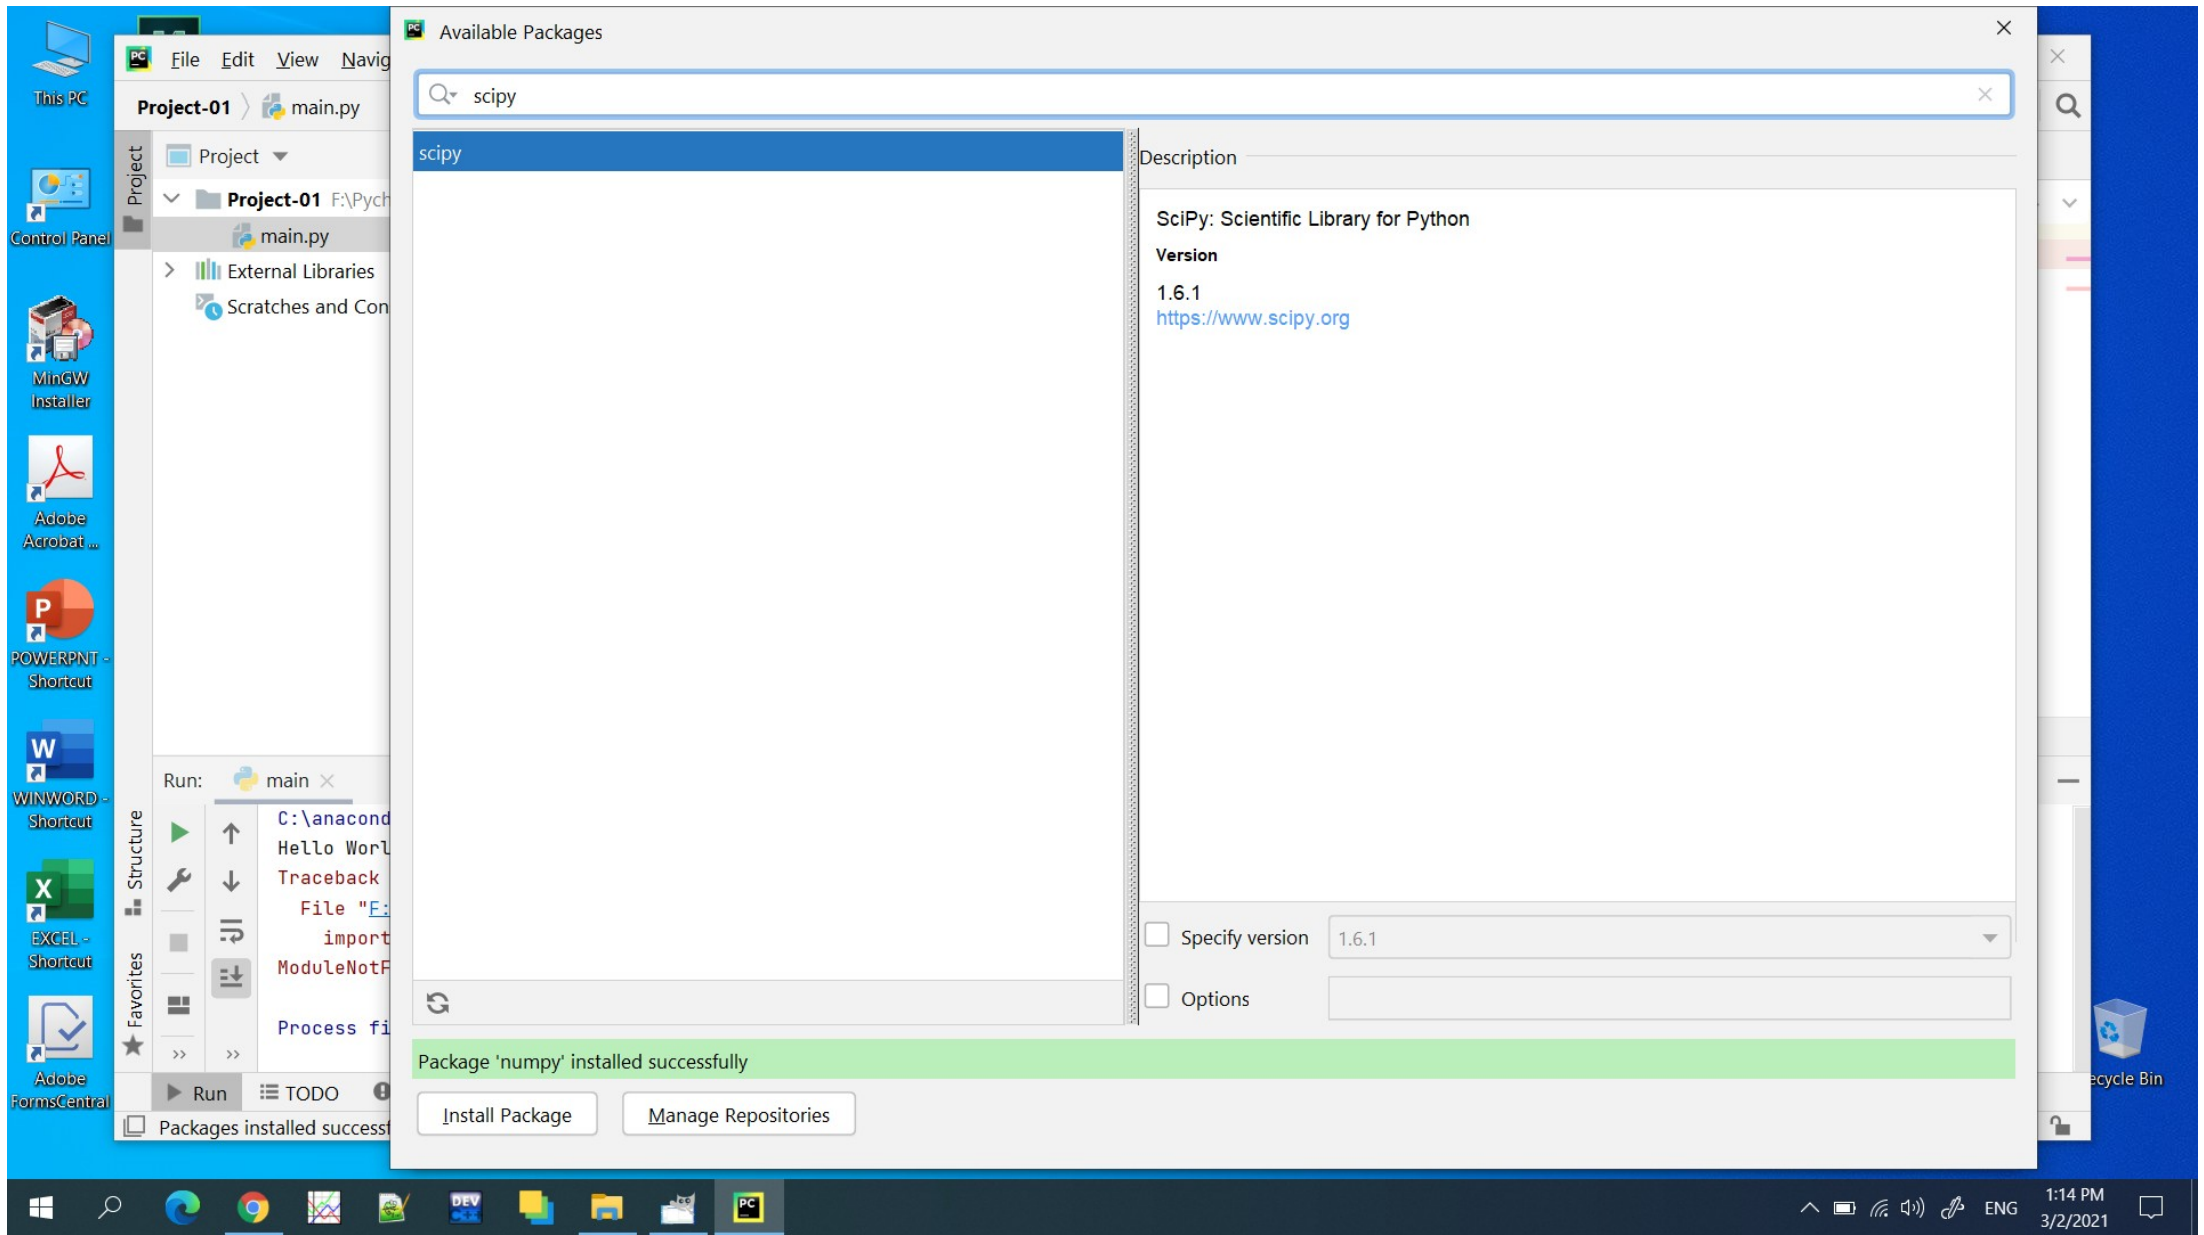 This PC
Control Panel
MinGW
Installer
Adobe
Acrobat ...
POWERPNT -
Shortcut
WINWORD -
Shortcut
EXCEL -
Shortcut
Adobe
FormsCentral
File Edit View Navig
Project-01 main.py
Project
Project
Project-01 F:\Pych
main.py
External Libraries
Scratches and Con
Run: main
Structure
Favorites
C:\anacond
Hello Worl
Traceback
File "F:
import
ModuleNotF
Process fi
Run TODO
Packages installed successf
Available Packages
scipy
scipy
Description
SciPy: Scientific Library for Python
Version
1.6.1
https://www.scipy.org
Specify version 1.6.1
Options
Package 'numpy' installed successfully
Install Package Manage Repositories
ecycle Bin
PC
DEV
C++
PC
ENG
1:14 PM
3/2/2021